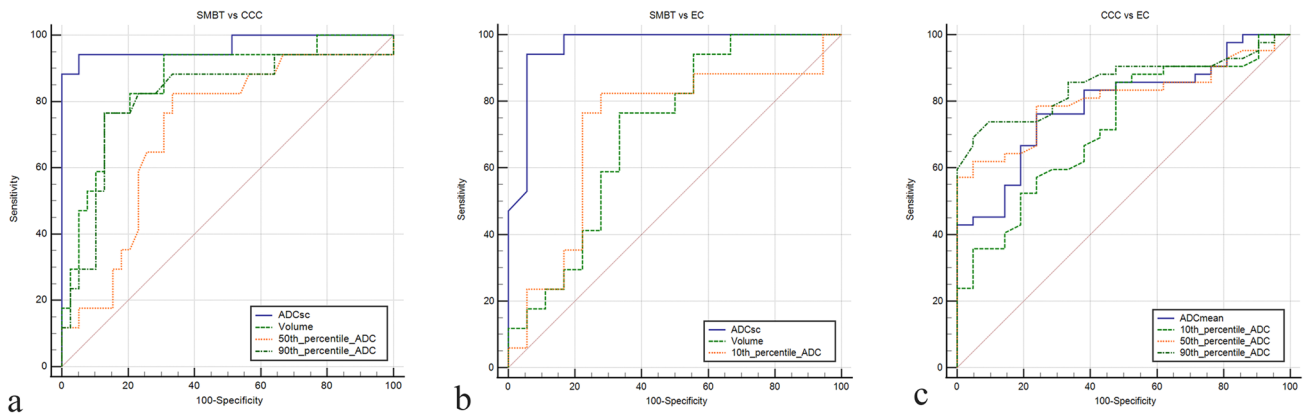 SMBT vs CCC
100
80
60
40
20
0
Sensitivity
0 20 40 60 80 100
100-Specificity
ADCsc
Volume
50th_percentile_ADC
90th_percentile_ADC
a
SMBT vs EC
100
80
60
40
20
0
Sensitivity
0 20 40 60 80 100
100-Specificity
ADCsc
Volume
10th_percentile_ADC
b
CCC vs EC
100
80
60
40
20
0
Sensitivity
0 20 40 60 80 100
100-Specificity
ADCmean
10th_percentile_ADC
50th_percentile_ADC
90th_percentile_ADC
c